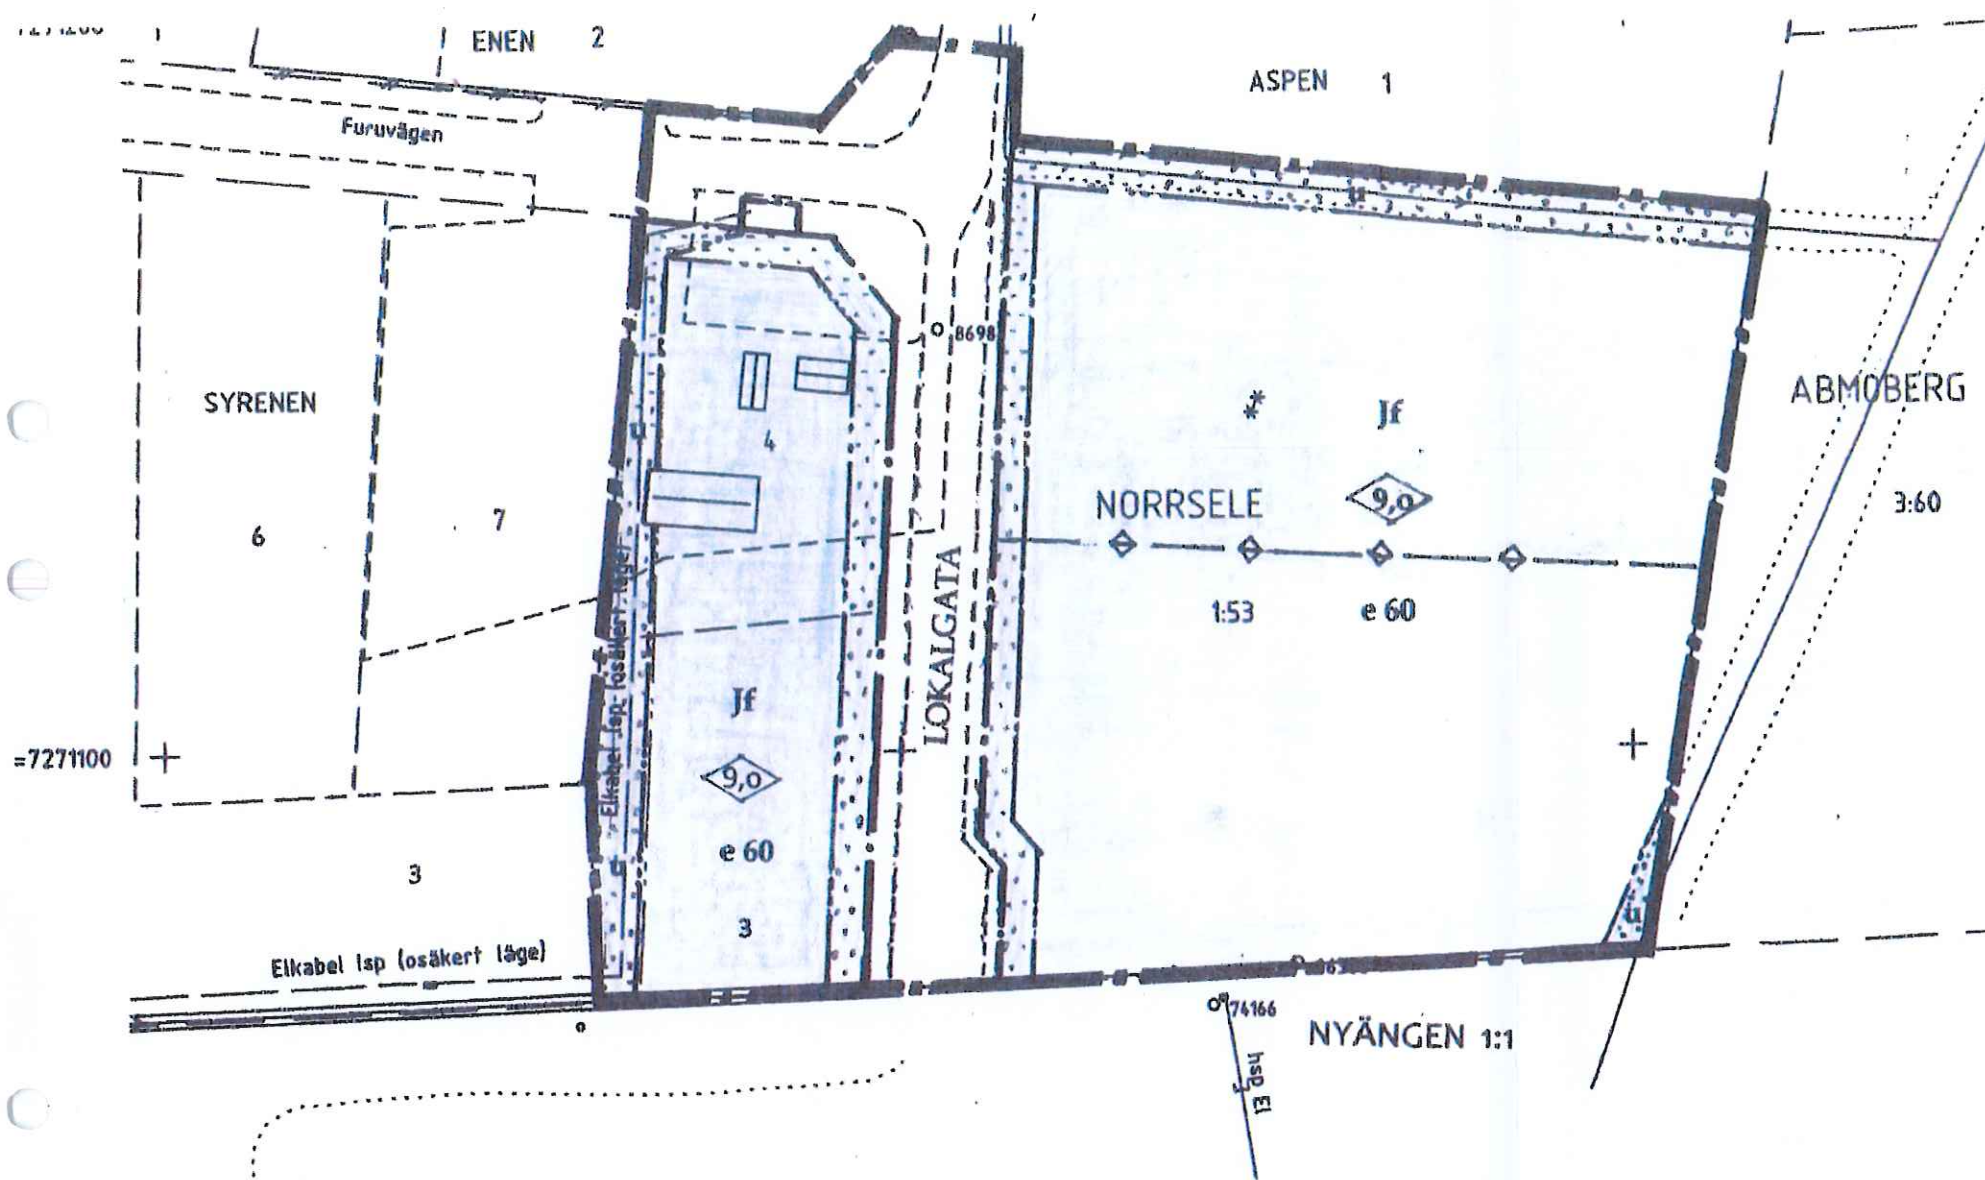 ENEN 2
ASPEN 1
Furuvägen
SYRENEN
8698
ABMOBERG
Jf
4
u
u
NORRSELE
9,0
3:60
6
7
LOKALGATA
1:53
e 60
Elkabel lsp (osäkert läge)
Jf
=7271100
9,0
e 60
3
3
u
Elkabel lsp (osäkert läge)
74166
NYÄNGEN 1:1
hsp El